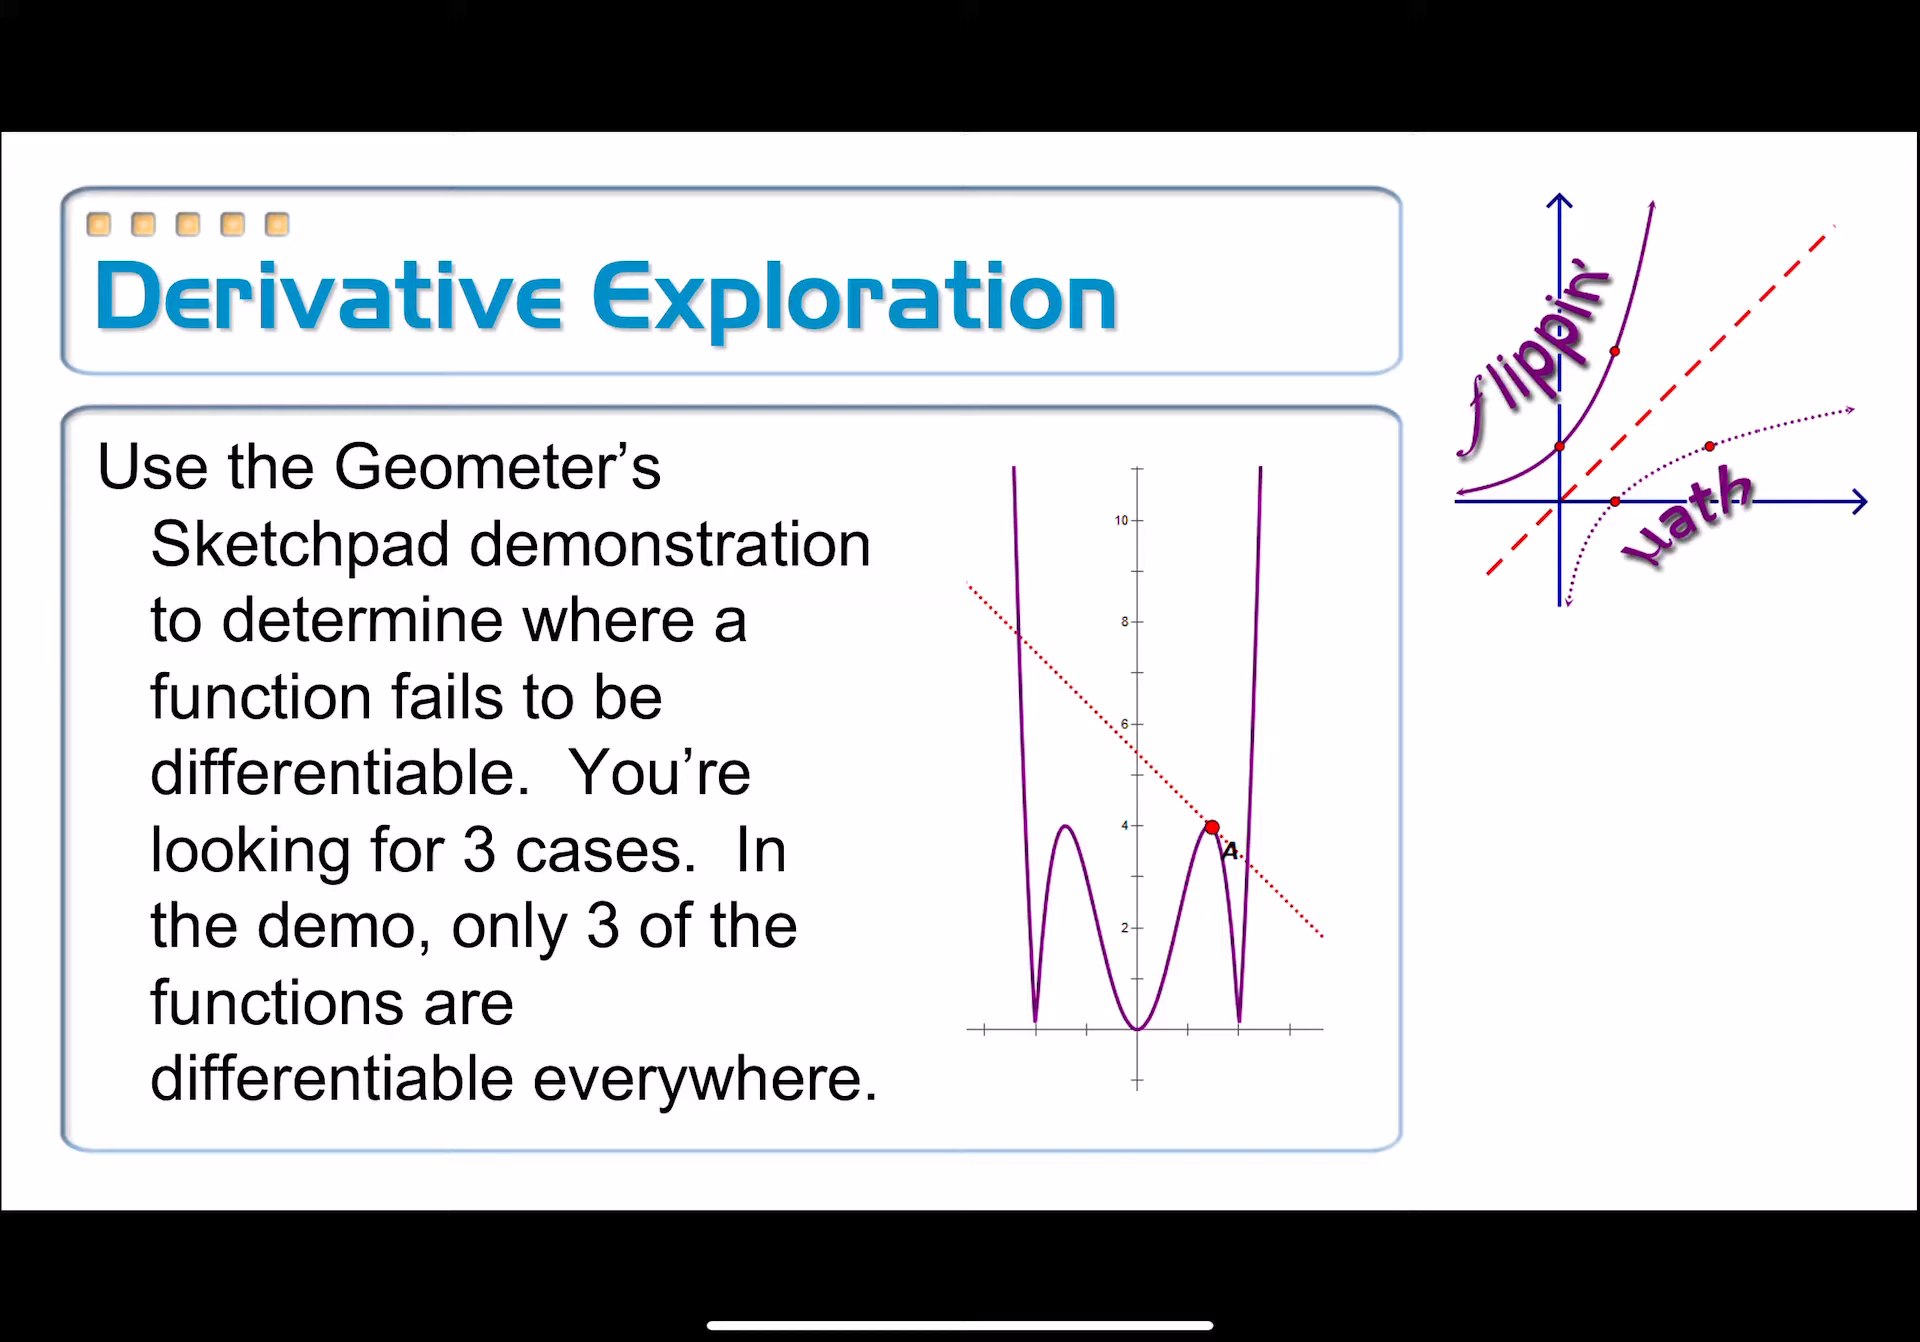 Derivative Exploration
Use the Geometer's
Sketchpad demonstration
to determine where a
function fails to be
differentiable.  You're
looking for 3 cases.  In
the demo, only 3 of the
functions are
differentiable everywhere.
10
8
6
4
2
A
flippin'
math